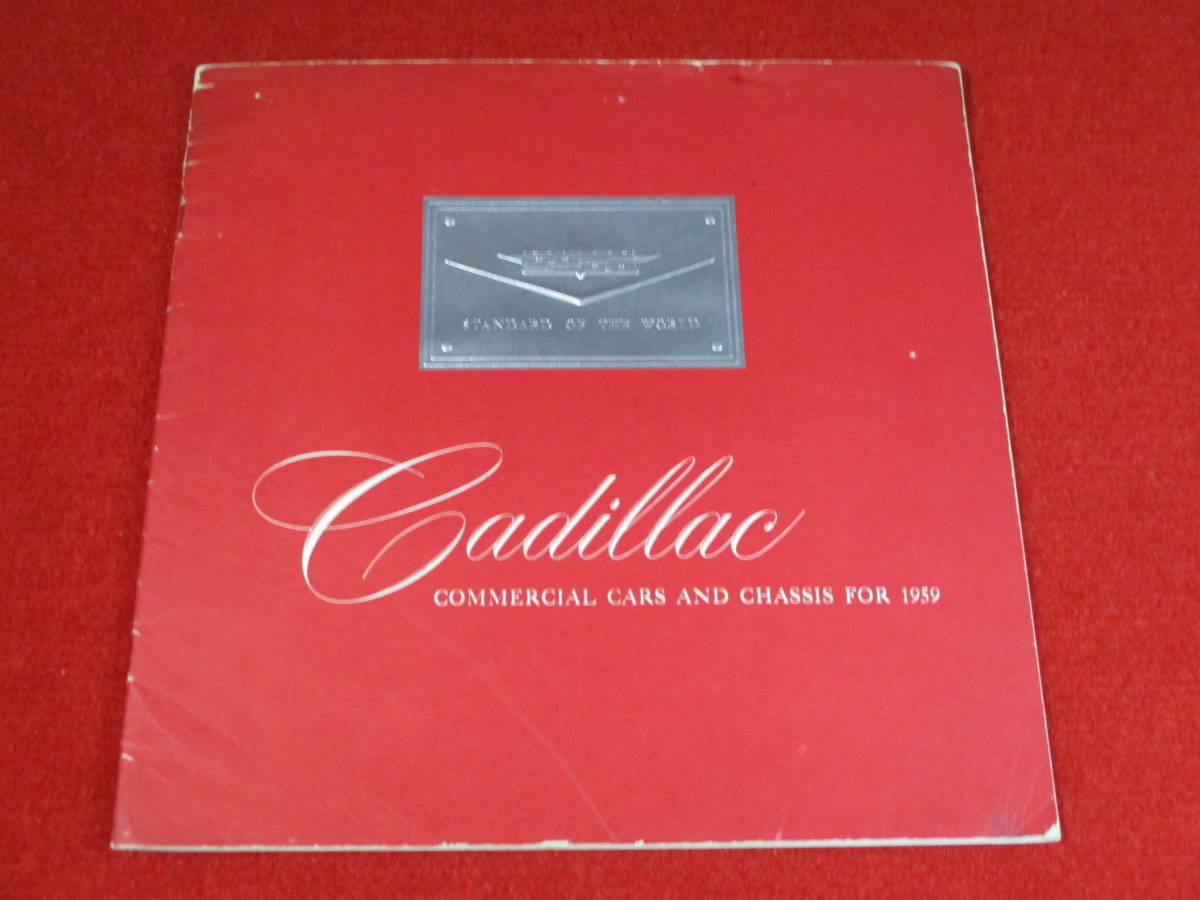 STANDARD OF THE WORLD
Cadillac
COMMERCIAL CARS AND CHASSIS FOR 1959